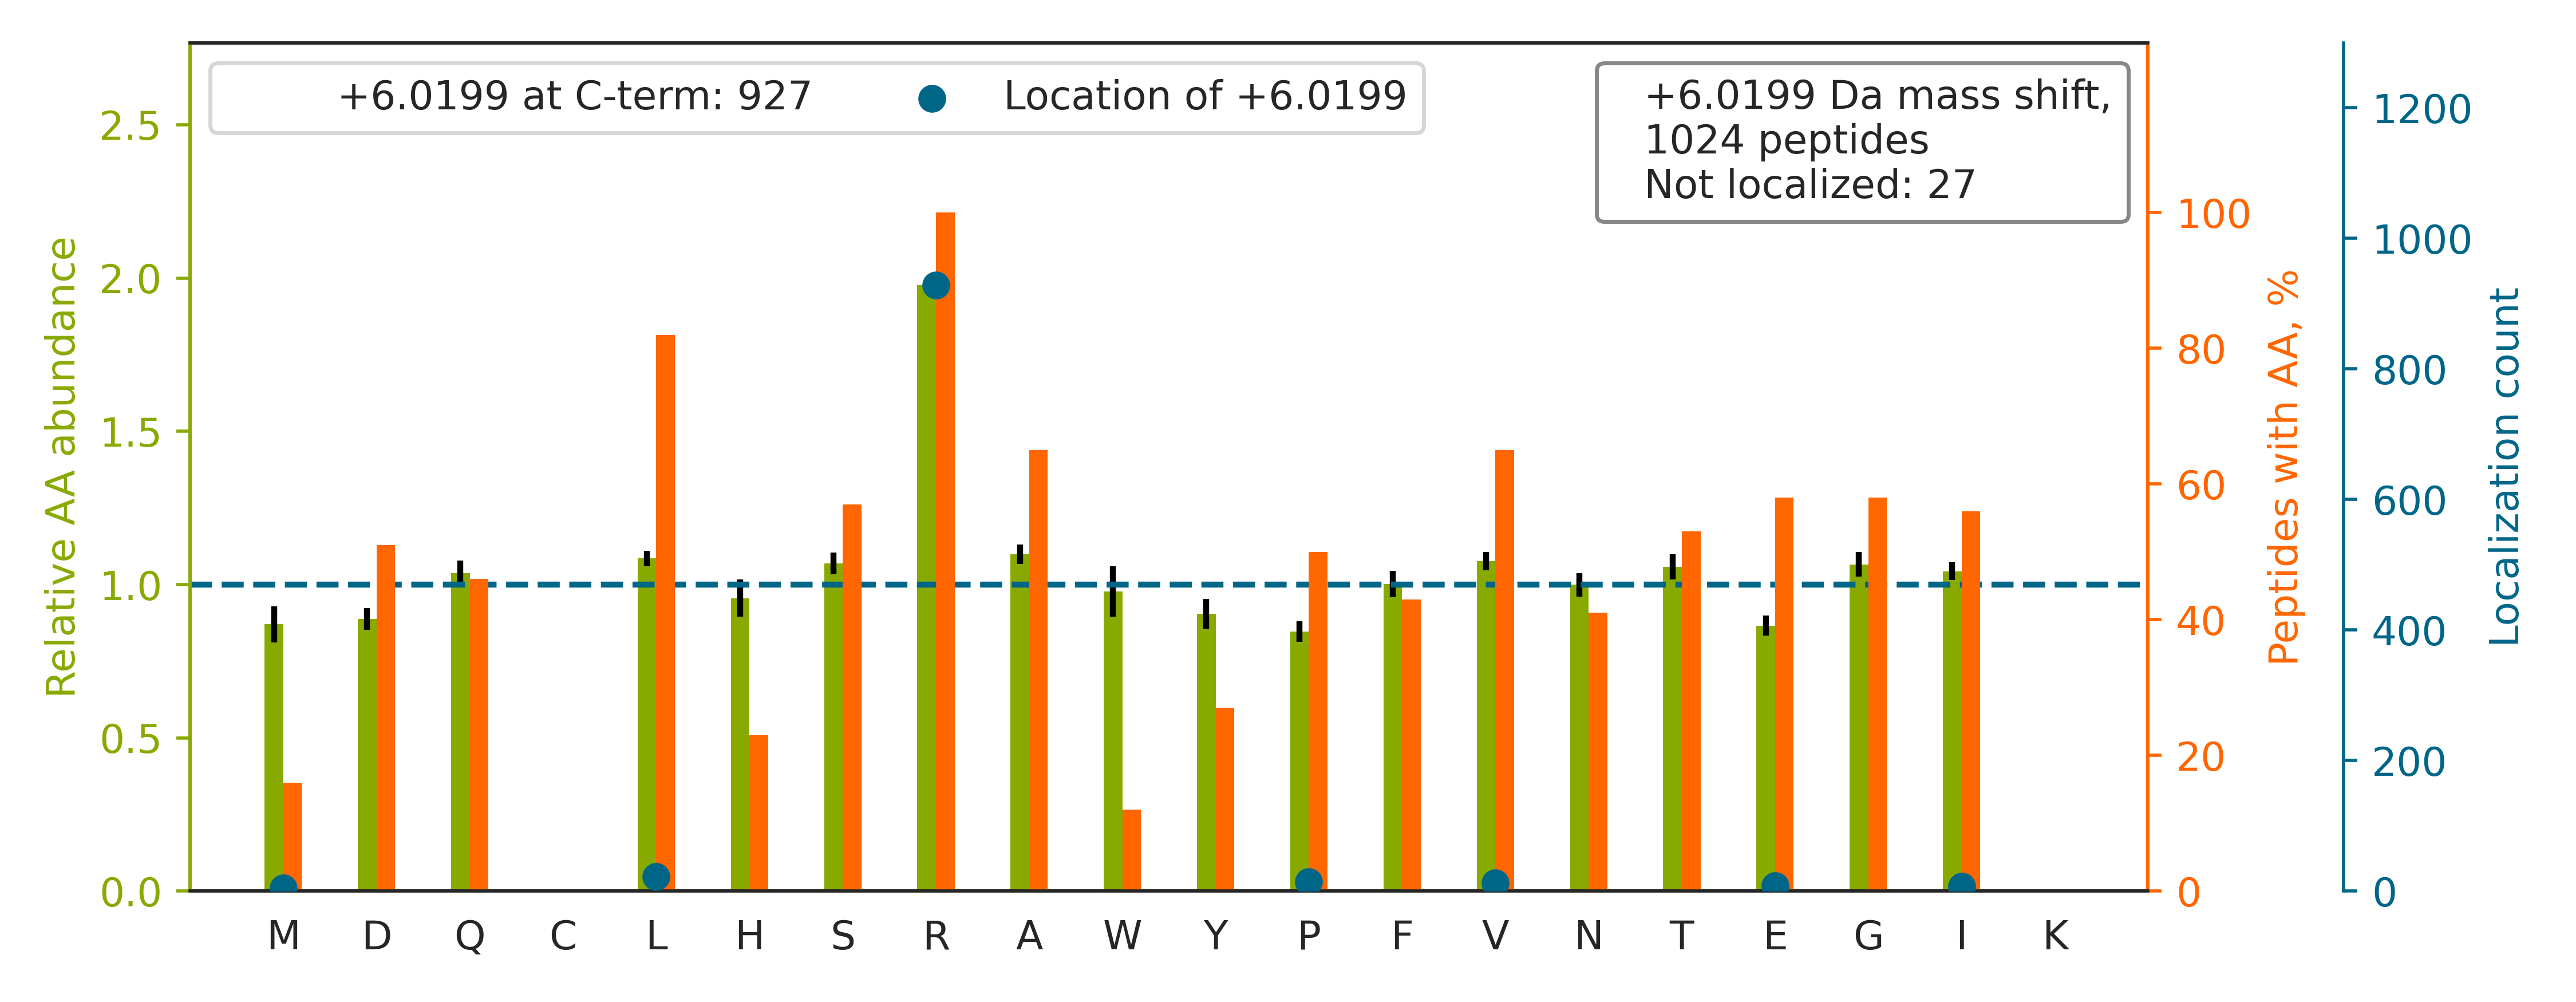 +6.0199 at C-term: 927
Location of +6.0199
+6.0199 Da mass shift,
1024 peptides
Not localized: 27
Relative AA abundance
2.5
2.0
1.5
1.0
0.5
0.0
M D Q C L H S R A W Y P F V N T E G I K
100
80
60
40
20
0
Peptides with AA, %
1200
1000
800
600
400
200
0
Localization count